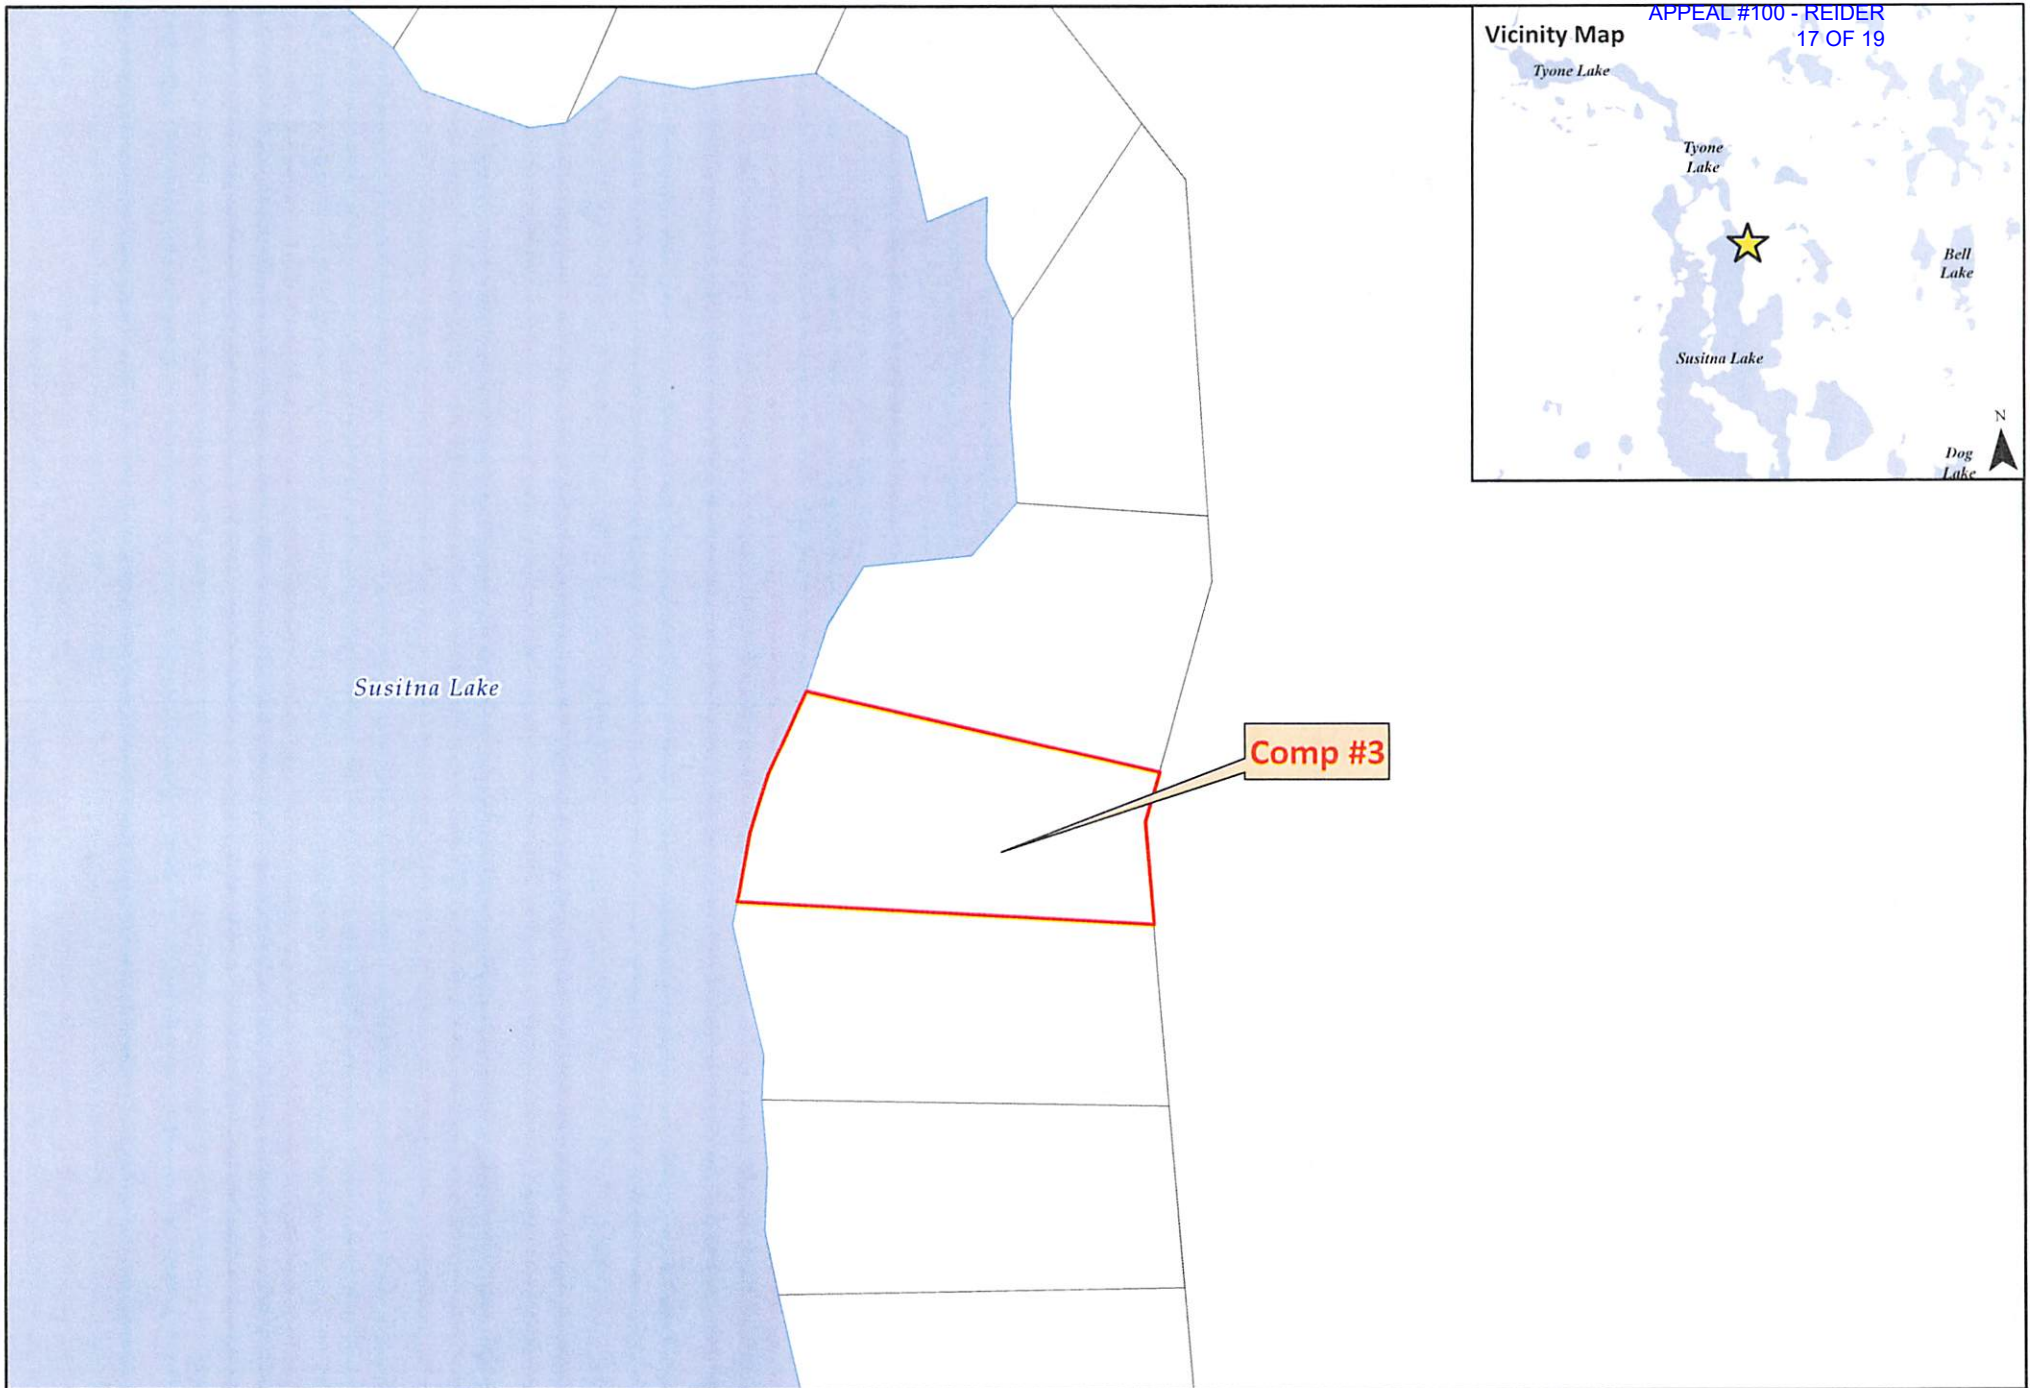 APPEAL #100 - REIDER
17 OF 19
Vicinity Map
Tyone Lake
Tyone
Lake
Bell
Lake
Susitna Lake
N
Dog
Lake
Susitna Lake
Comp #3